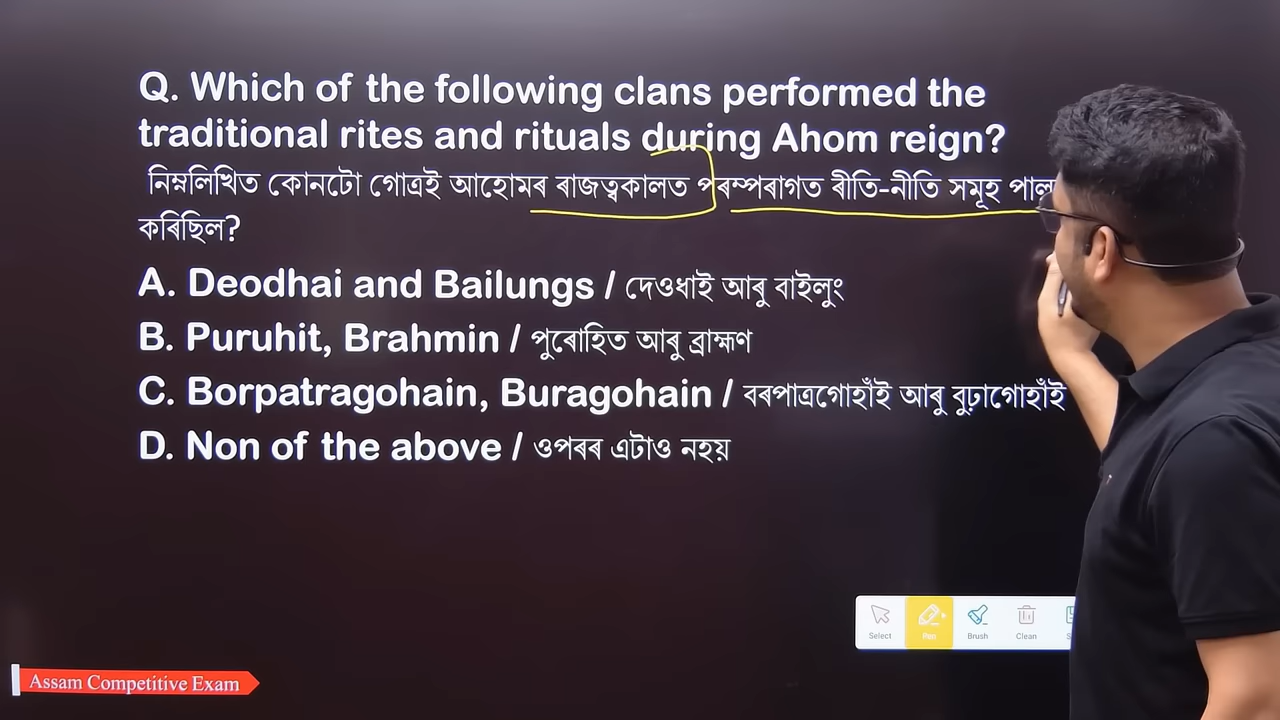 Q. Which of the following clans performed the
traditional rites and rituals during Ahom reign?
নিম্নলিখিত কোনটো গোত্ৰই আহোমৰ ৰাজত্বকালত পৰম্পৰাগত ৰীতি-নীতি সমূহ
কৰিছিল?
A. Deodhai and Bailungs / দেওধাই আৰু বাইলুং
B. Puruhit, Brahmin / পুৰোহিত আৰু ব্ৰাহ্মণ
C. Borpatragohain, Buragohain / বৰপাত্ৰগোহাঁই আৰু বুঢ়াগোহাঁই
D. Non of the above / ওপৰৰ এটাও নহয়
Select Pen Brush Clean
Assam Competitive Exam